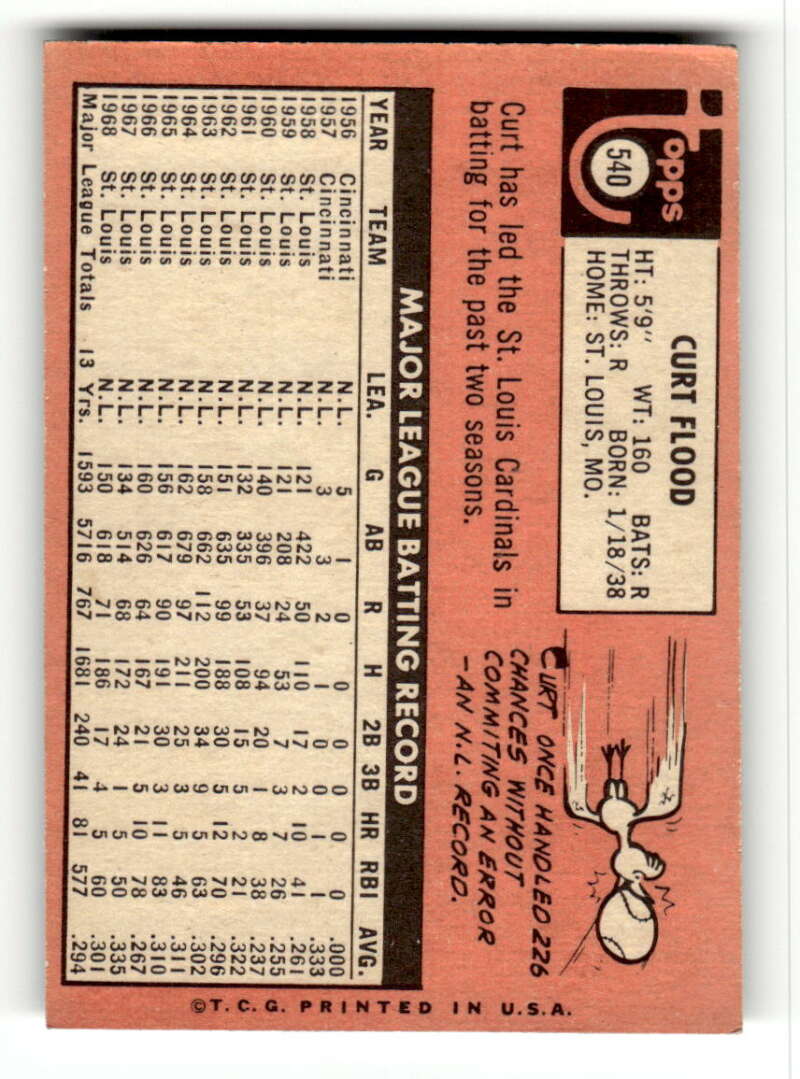 Topps
540
CURT FLOOD
HT: 5'9" WT: 160 BATS: R
THROWS: R BORN: 1/18/38
HOME: ST. LOUIS, MO.
Curt has led the St. Louis Cardinals in
batting for the past two seasons.
CURT ONCE HANDLED 226
CHANCES WITHOUT
COMMITING AN ERROR
-AN N.L. RECORD.
MAJOR LEAGUE BATTING RECORD
YEAR TEAM LEA. G AB R H 2B 3B HR RBI AVG.
1956 Cincinnati N.L. 5 1 0 0 0 0 0 0 .000
1957 Cincinnati N.L. 3 3 2 1 0 0 1 1 .333
1958 St. Louis N.L. 121 422 50 110 17 2 10 41 .261
1959 St. Louis N.L. 121 208 24 53 7 3 7 26 .255
1960 St. Louis N.L. 140 396 37 94 20 1 8 38 .237
1961 St. Louis N.L. 132 335 53 108 15 5 2 21 .322
1962 St. Louis N.L. 151 635 99 188 30 5 12 70 .296
1963 St. Louis N.L. 158 662 112 200 34 9 5 63 .302
1964 St. Louis N.L. 162 679 97 211 25 3 5 46 .311
1965 St. Louis N.L. 156 617 90 191 30 3 11 83 .310
1966 St. Louis N.L. 160 626 64 167 21 5 10 78 .267
1967 St. Louis N.L. 134 514 68 172 24 1 5 50 .335
1968 St. Louis N.L. 150 618 71 186 17 4 5 60 .301
Major League Totals 13 Yrs. 1593 5716 767 1681 240 41 81 577 .294
©T.C.G. PRINTED IN U.S.A.